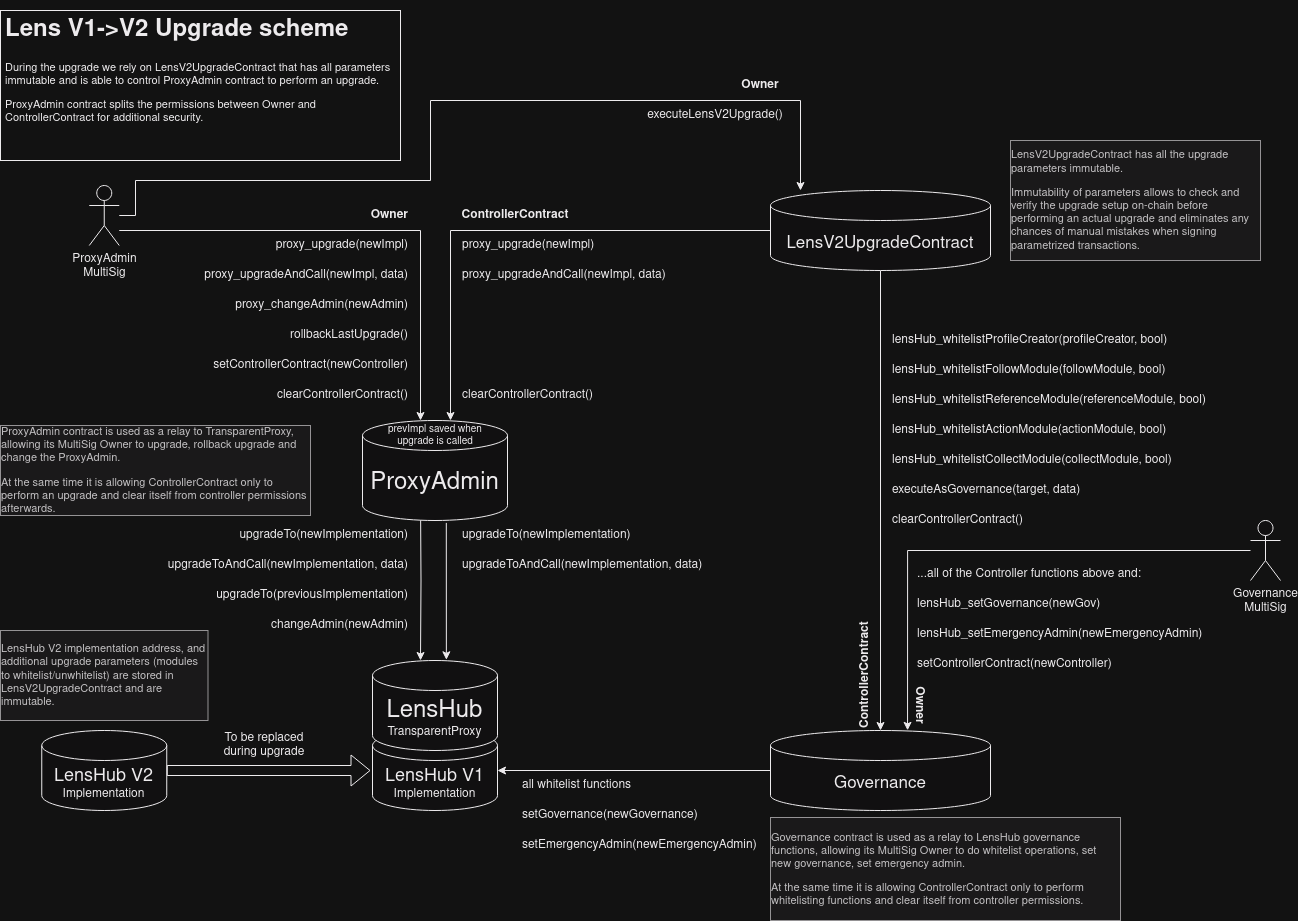 Lens V1->V2 Upgrade scheme
During the upgrade we rely on LensV2UpgradeContract that has all parameters
immutable and is able to control ProxyAdmin contract to perform an upgrade.
ProxyAdmin contract splits the permissions between Owner and
ControllerContract for additional security.
Owner
executeLensV2Upgrade()
LensV2UpgradeContract has all the upgrade
parameters immutable.
Immutability of parameters allows to check and
verify the upgrade setup on-chain before
performing an actual upgrade and eliminates any
chances of manual mistakes when signing
parametrized transactions.
ProxyAdmin
MultiSig
Owner
proxy_upgrade(newImpl)
proxy_upgradeAndCall(newImpl, data)
proxy_changeAdmin(newAdmin)
rollbackLastUpgrade()
setControllerContract(newController)
clearControllerContract()
ControllerContract
proxy_upgrade(newImpl)
proxy_upgradeAndCall(newImpl, data)
clearControllerContract()
LensV2UpgradeContract
lensHub_whitelistProfileCreator(profileCreator, bool)
lensHub_whitelistFollowModule(followModule, bool)
lensHub_whitelistReferenceModule(referenceModule, bool)
lensHub_whitelistActionModule(actionModule, bool)
lensHub_whitelistCollectModule(collectModule, bool)
executeAsGovernance(target, data)
clearControllerContract()
ProxyAdmin contract is used as a relay to TransparentProxy,
allowing its MultiSig Owner to upgrade, rollback upgrade and
change the ProxyAdmin.
At the same time it is allowing ControllerContract only to
perform an upgrade and clear itself from controller permissions
afterwards.
prevImpl saved when
upgrade is called
ProxyAdmin
upgradeTo(newImplementation)
upgradeToAndCall(newImplementation, data)
upgradeTo(previousImplementation)
changeAdmin(newAdmin)
upgradeTo(newImplementation)
upgradeToAndCall(newImplementation, data)
Governance
MultiSig
...all of the Controller functions above and:
lensHub_setGovernance(newGov)
lensHub_setEmergencyAdmin(newEmergencyAdmin)
setControllerContract(newController)
ControllerContract
Owner
LensHub V2 implementation address, and
additional upgrade parameters (modules
to whitelist/unwhitelist) are stored in
LensV2UpgradeContract and are
immutable.
LensHub V2
Implementation
To be replaced
during upgrade
LensHub
TransparentProxy
LensHub V1
Implementation
all whitelist functions
setGovernance(newGovernance)
setEmergencyAdmin(newEmergencyAdmin)
Governance
Governance contract is used as a relay to LensHub governance
functions, allowing its MultiSig Owner to do whitelist operations, set
new governance, set emergency admin.
At the same time it is allowing ControllerContract only to perform
whitelisting functions and clear itself from controller permissions.